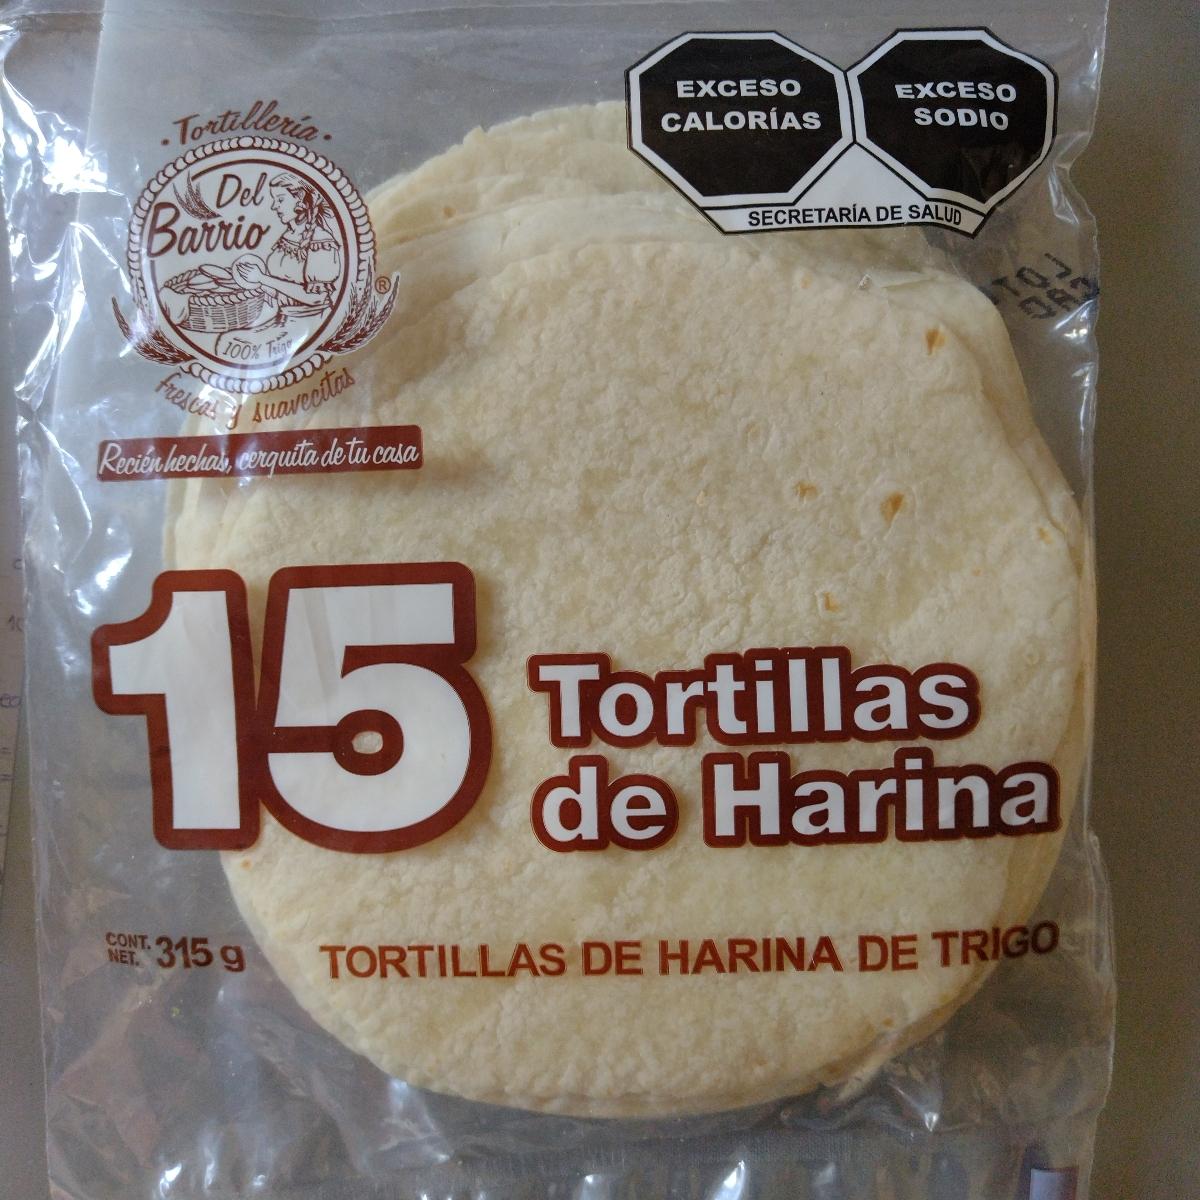 ·Tortillería·
Del
Barrio
®
100% Trigo
frescas y suavecitas
Recién hechas, cerquita de tu casa
EXCESO
CALORÍAS
EXCESO
SODIO
SECRETARÍA DE SALUD
15
Tortillas
de Harina
CONT.
NET. 315 g
TORTILLAS DE HARINA DE TRIGO